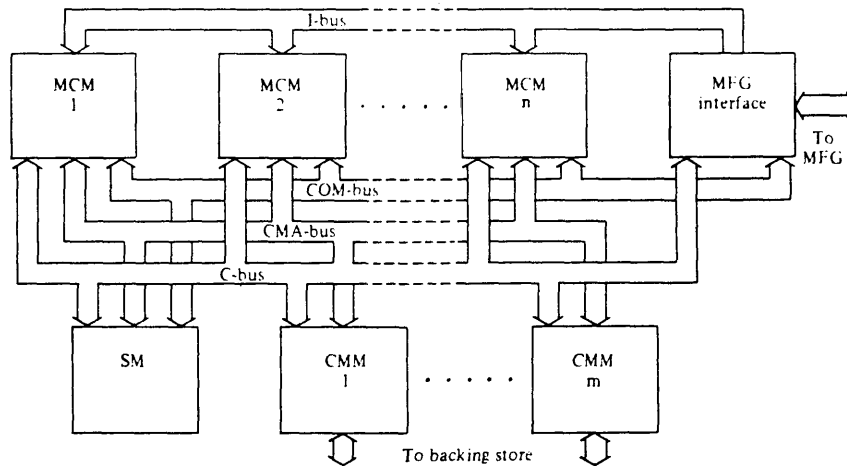 I-bus
MCM
1
MCM
2
MCM
n
MFG
interface
. . . . .
To
MFG
COM-bus
CMA-bus
C-bus
SM
CMM
1
CMM
m
. . . . .
To backing store